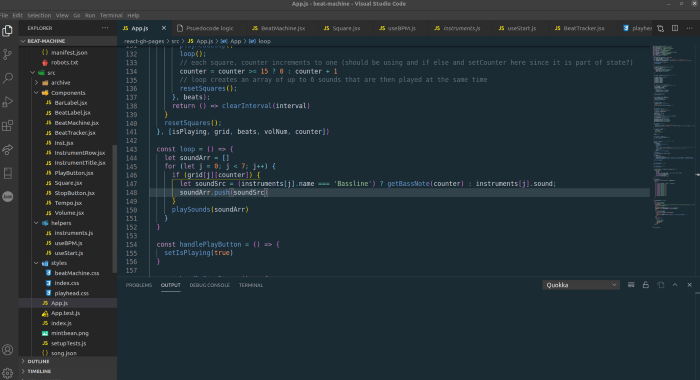 App.js - beat-machine - Visual Studio Code
File Edit Selection View Go Run Terminal Help
EXPLORER
BEAT-MACHINE
manifest.json
robots.txt
src
archive
Components
BarLabel.jsx
BeatLabel.jsx
BeatMachine.jsx
BeatTracker.jsx
Inst.jsx
InstrumentRow.jsx
InstrumentTitle.jsx
PlayButton.jsx
Square.jsx
StopButton.jsx
Tempo.jsx
Volume.jsx
helpers
instruments.js
useBPM.js
useStart.js
styles
beatMachine.css
index.css
playhead.css
App.js
App.test.js
index.js
mintbean.png
setupTests.js
song.json
OUTLINE
TIMELINE
App.js
Psuedocode logic
BeatMachine.jsx
Square.jsx
useBPM.js
instruments.js
useStart.js
BeatTracker.jsx
playhea
react-gh-pages > src > App.js > App > loop
131
132 loop();
133 // each square, counter increments to one (should be using and if else and setCounter here since it is part of state?)
134 counter = counter >= 15 ? 0 : counter + 1
135 // loop creates an array of up to 6 sounds that are then played at the same time
136 resetSquares();
137 }, beats);
138 return () => clearInterval(interval)
139 }
140 resetSquares();
141 }, [isPlaying, grid, beats, volNum, counter])
142
143 const loop = () => {
144 let soundArr = []
145 for (let j = 0; j < 7; j++) {
146 if (grid[j][counter]) {
147 let soundSrc = (instruments[j].name === 'Bassline') ? getBassNote(counter) : instruments[j].sound;
148 soundArr.push(soundSrc)
149 }
150 playSounds(soundArr)
151 }
152 }
153
154 const handlePlayButton = () => {
155 setIsPlaying(true)
156 }
157
PROBLEMS OUTPUT DEBUG CONSOLE TERMINAL
Quokka